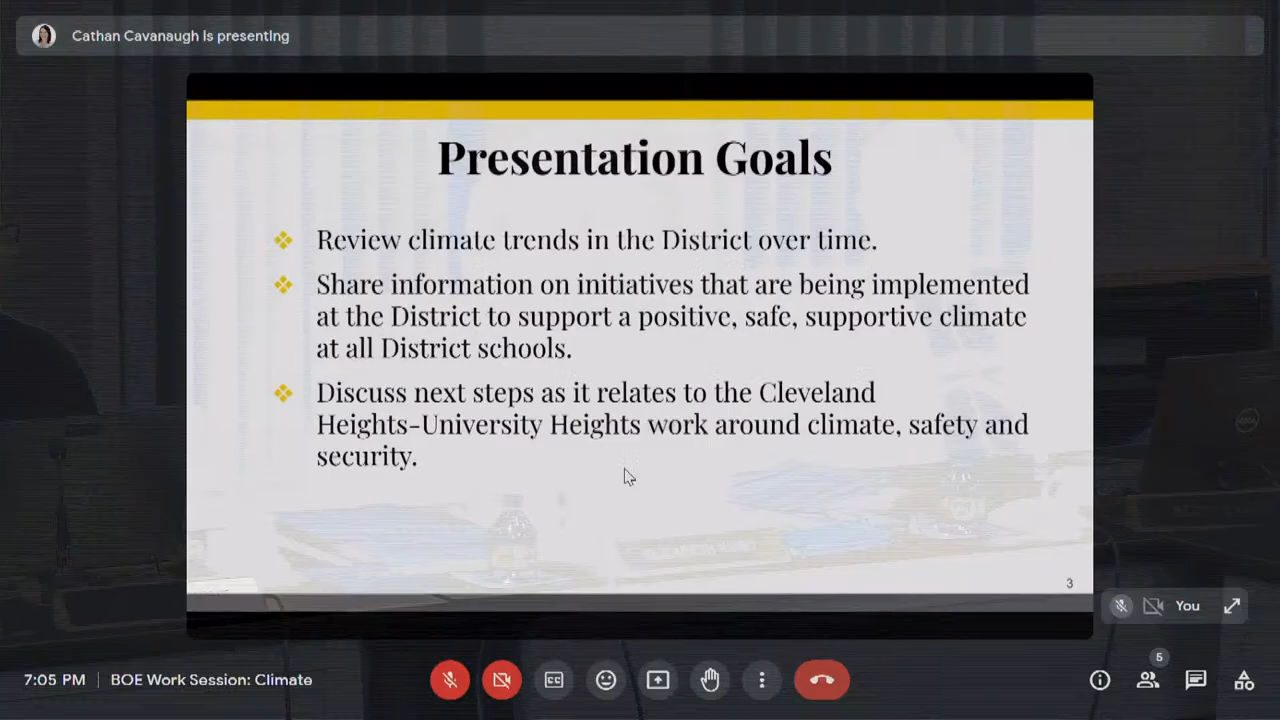 Cathan Cavanaugh is presenting
Presentation Goals
Review climate trends in the District over time.
Share information on initiatives that are being implemented
at the District to support a positive, safe, supportive climate
at all District schools.
Discuss next steps as it relates to the Cleveland
Heights-University Heights work around climate, safety and
security.
3
You
5
7:05 PM | BOE Work Session: Climate